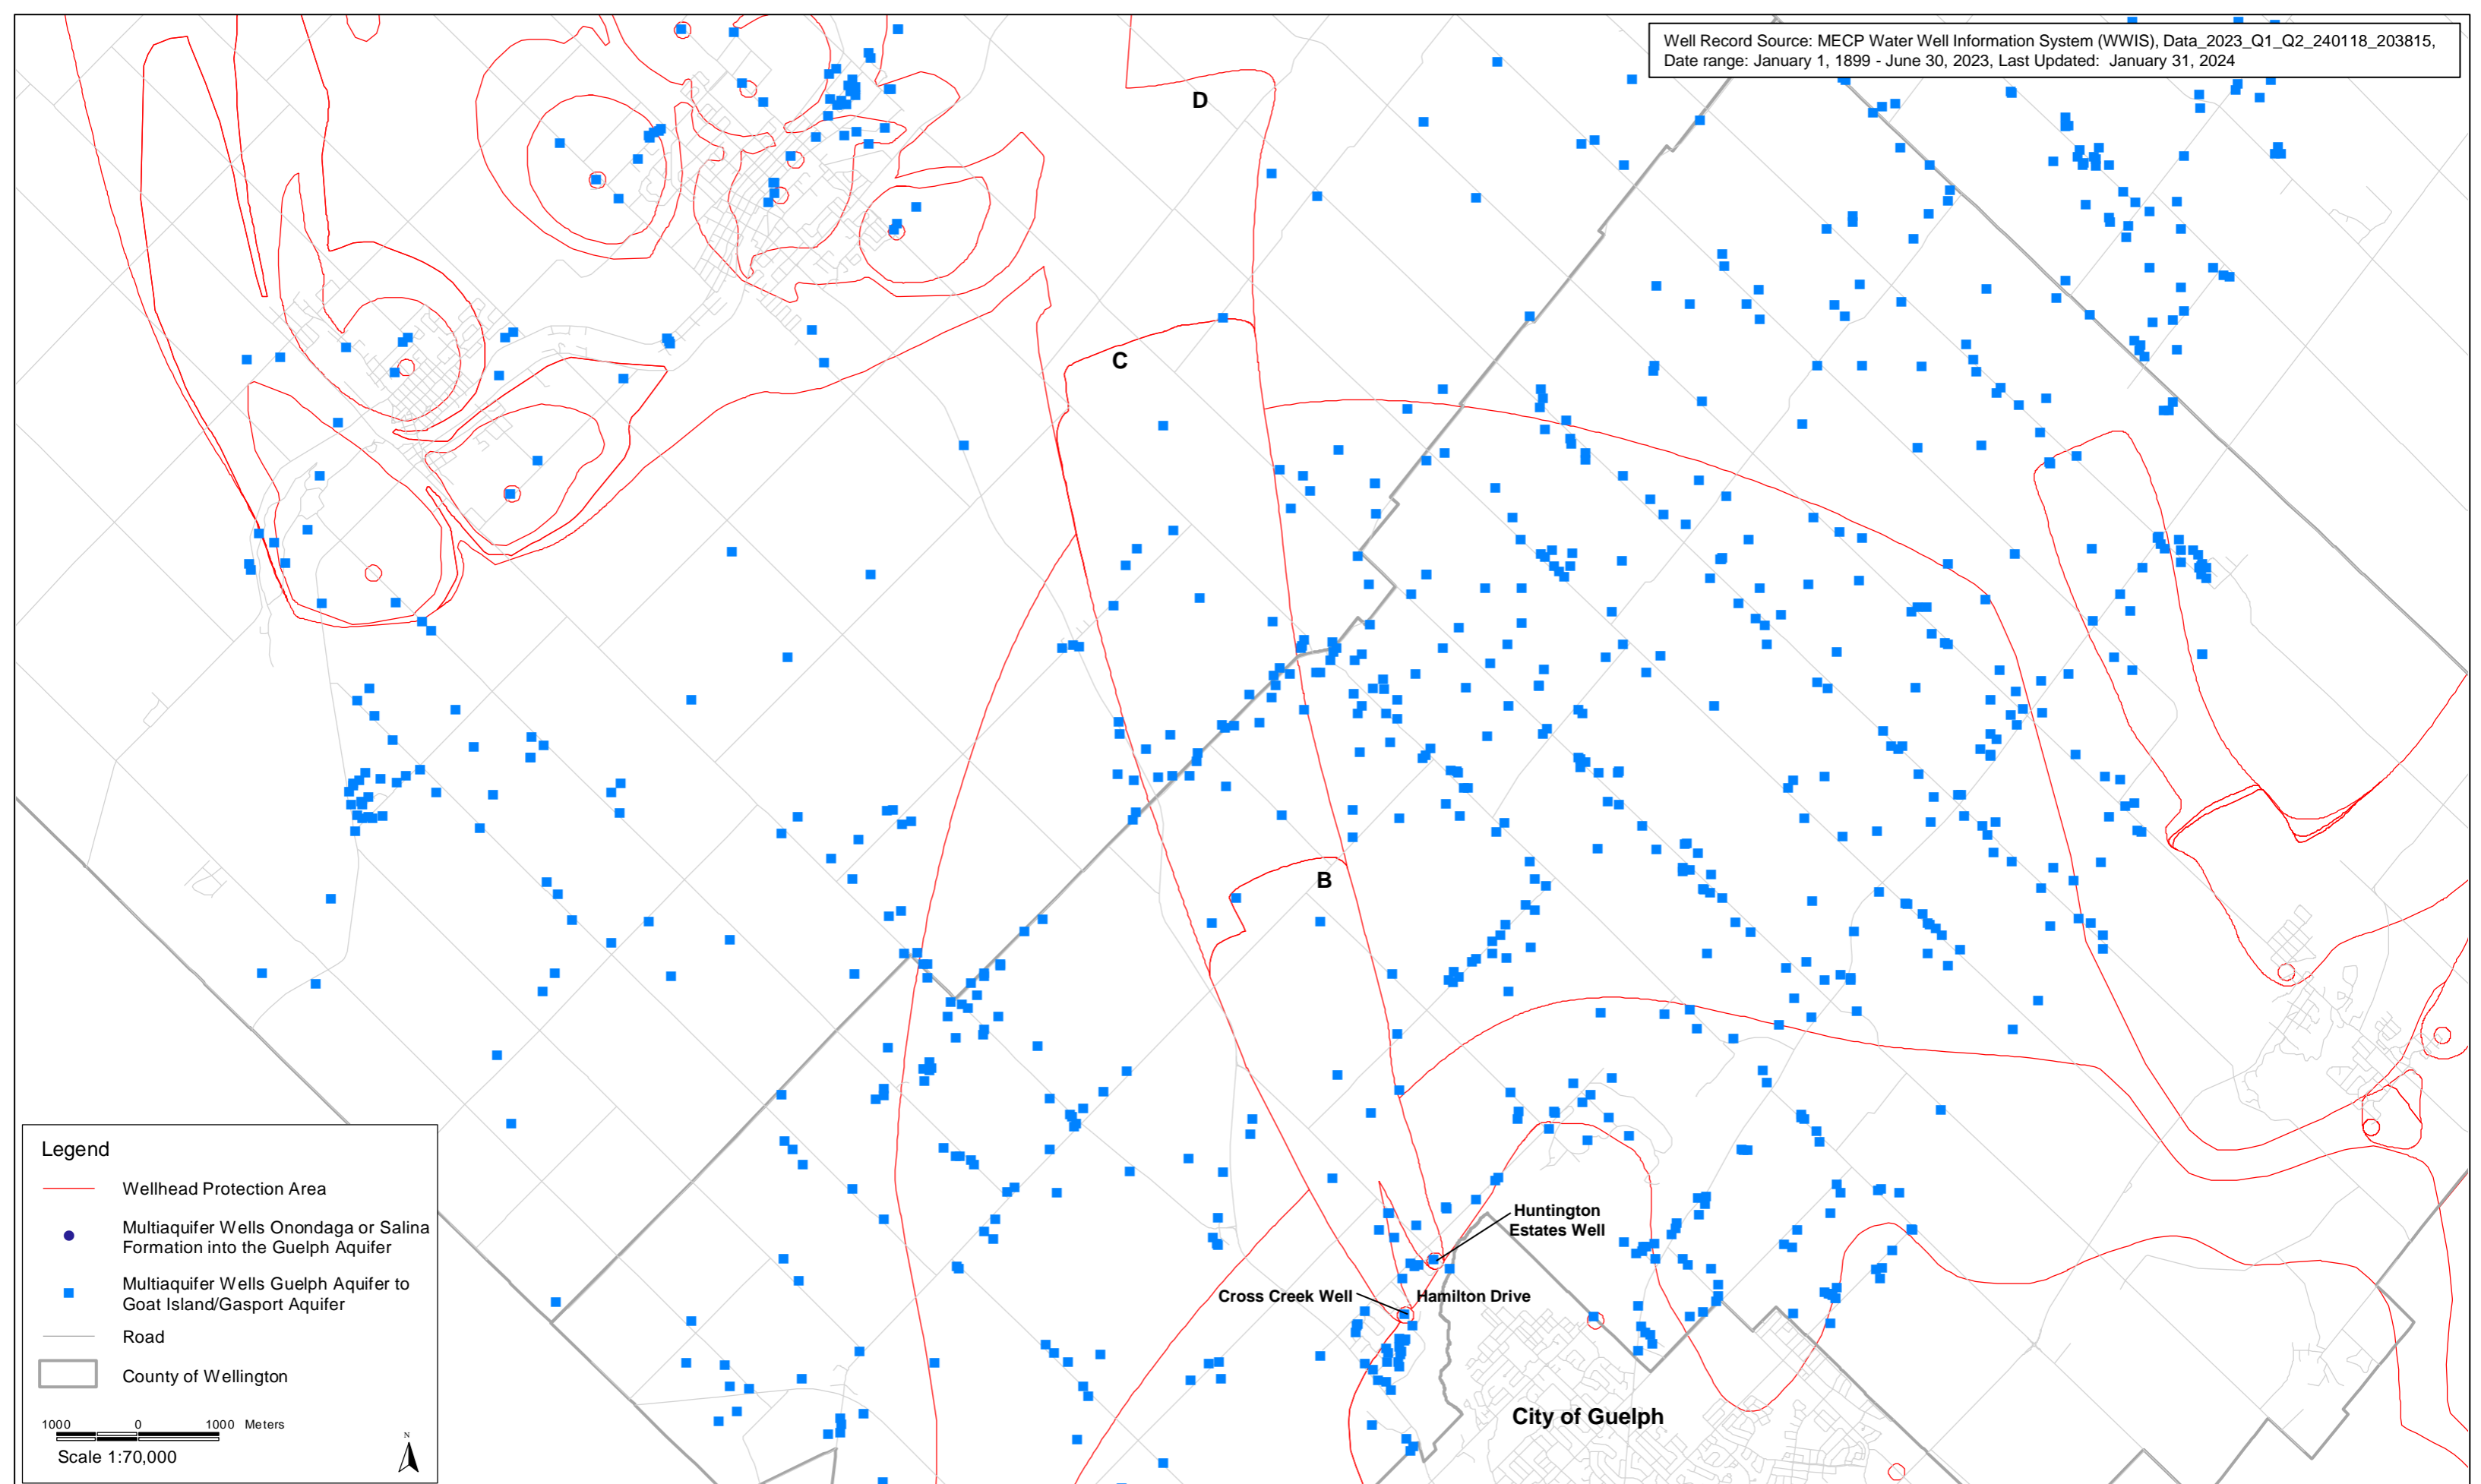 Well Record Source: MECP Water Well Information System (WWIS), Data_2023_Q1_Q2_240118_203815,
Date range: January 1, 1899 - June 30, 2023, Last Updated: January 31, 2024
D
C
B
Huntington
Estates Well
Cross Creek Well
Hamilton Drive
City of Guelph
Legend
Wellhead Protection Area
Multiaquifer Wells Onondaga or Salina
Formation into the Guelph Aquifer
Multiaquifer Wells Guelph Aquifer to
Goat Island/Gasport Aquifer
Road
County of Wellington
1000 0 1000 Meters
Scale 1:70,000
N